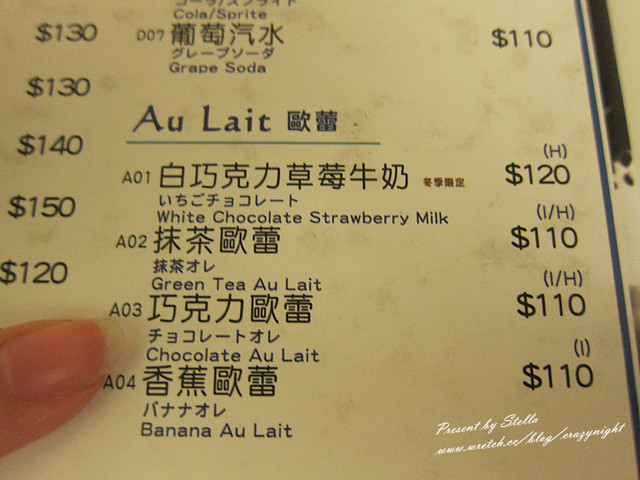 Cola/Sprite
$130
D07 葡萄汽水 $110
グレープソーダ
Grape Soda
$130
Au Lait 歐蕾
$140
(H)
A01 白巧克力草莓牛奶 冬季限定 $120
いちごチョコレート
White Chocolate Strawberry Milk
$150
(I/H)
A02 抹茶歐蕾 $110
抹茶オレ
Green Tea Au Lait
$120
(I/H)
A03 巧克力歐蕾 $110
チョコレートオレ
Chocolate Au Lait
(I)
A04 香蕉歐蕾 $110
バナナオレ
Banana Au Lait
Present by Stella
www.wretch.cc/blog/crazynight